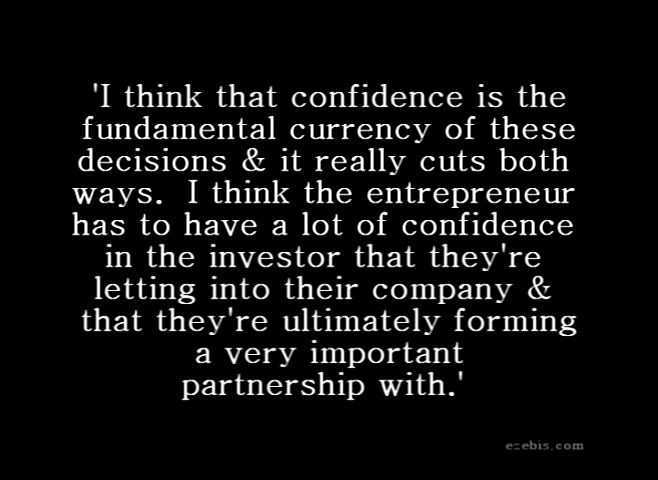 'I think that confidence is the
fundamental currency of these
decisions & it really cuts both
ways.  I think the entrepreneur
has to have a lot of confidence
in the investor that they're
letting into their company &
that they're ultimately forming
a very important
partnership with.'
ezebis.com